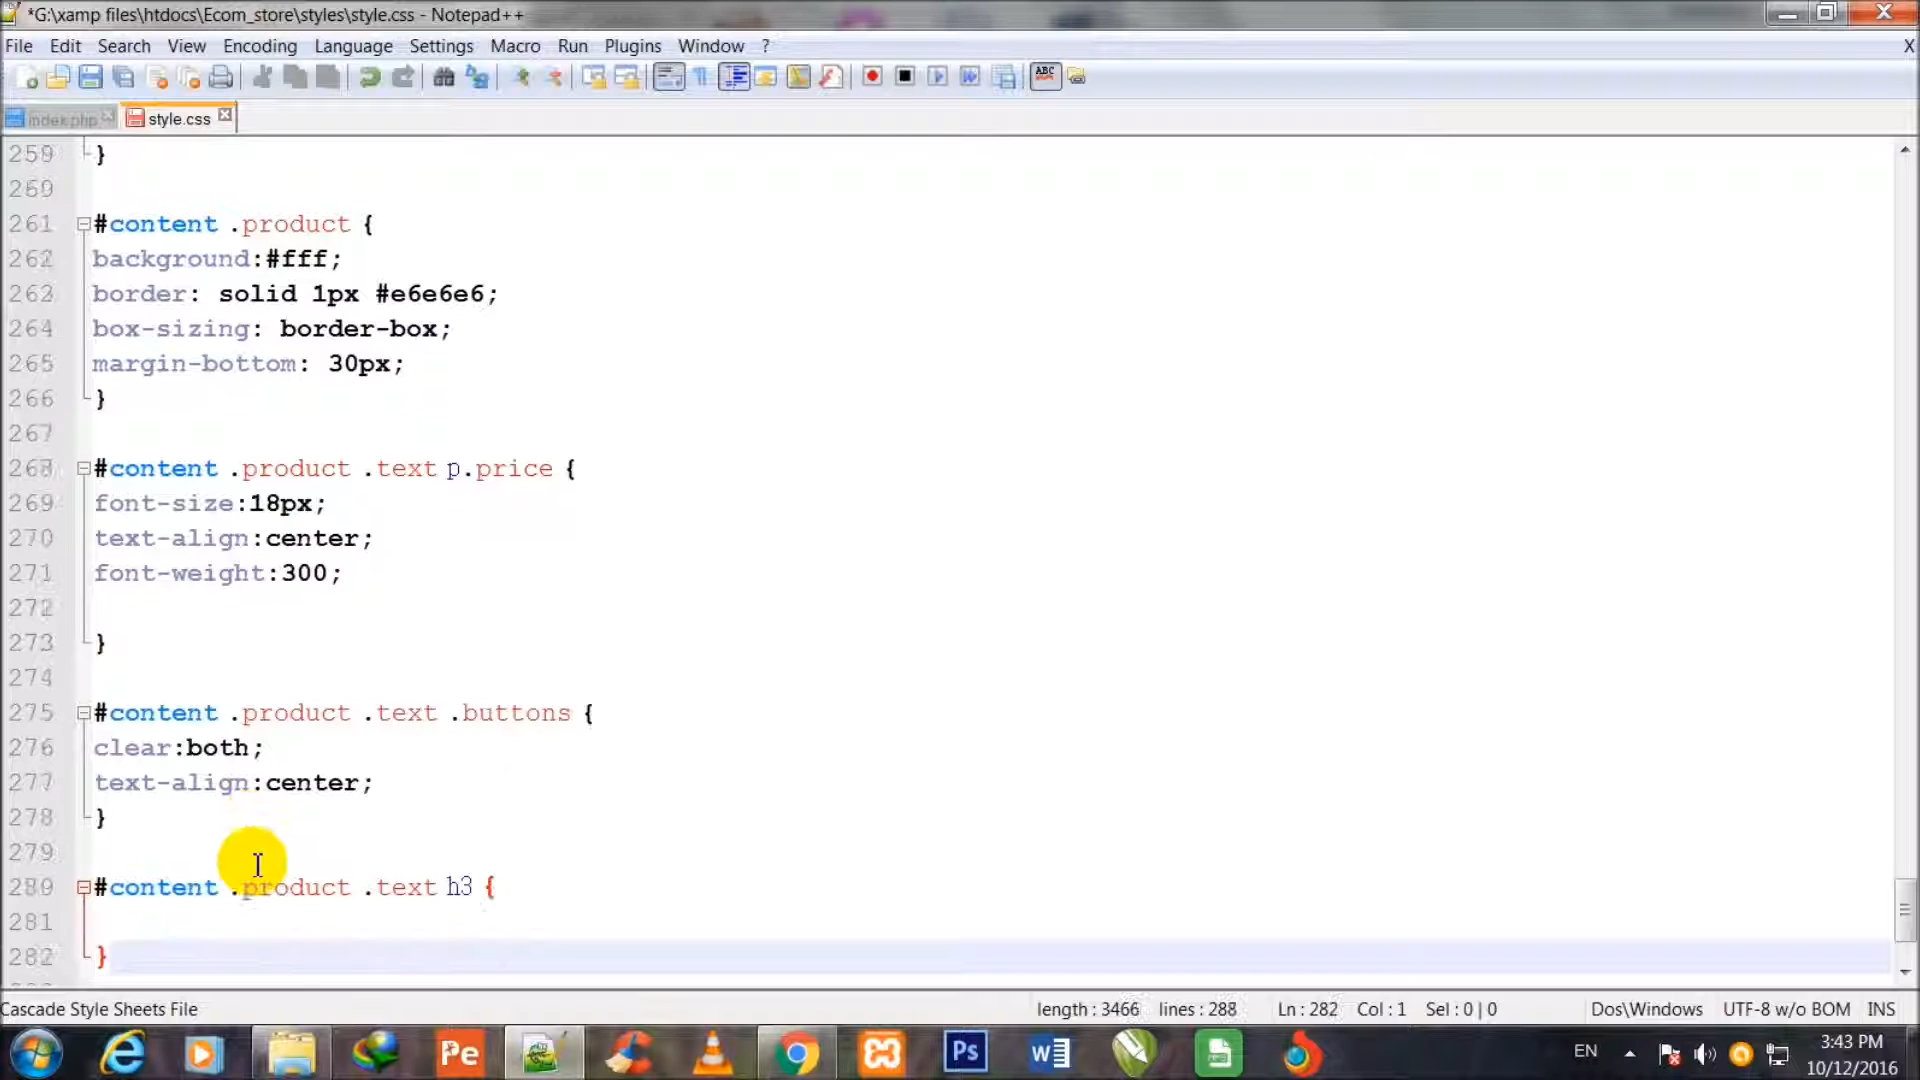 *G:\xamp files\htdocs\Ecom_store\styles\style.css - Notepad++
File Edit Search View Encoding Language Settings Macro Run Plugins Window ? X
ABC
index.php style.css
259 }
260
261 #content .product {
262 background:#fff;
263 border: solid 1px #e6e6e6;
264 box-sizing: border-box;
265 margin-bottom: 30px;
266 }
267
268 #content .product .text p.price {
269 font-size:18px;
270 text-align:center;
271 font-weight:300;
272
273 }
274
275 #content .product .text .buttons {
276 clear:both;
277 text-align:center;
278 }
279
280 #content .product .text h3 {
281
282 }
Cascade Style Sheets File length : 3466 lines : 288 Ln : 282 Col : 1 Sel : 0 | 0 Dos\Windows UTF-8 w/o BOM INS
Pe Ps W EN 3:43 PM
10/12/2016